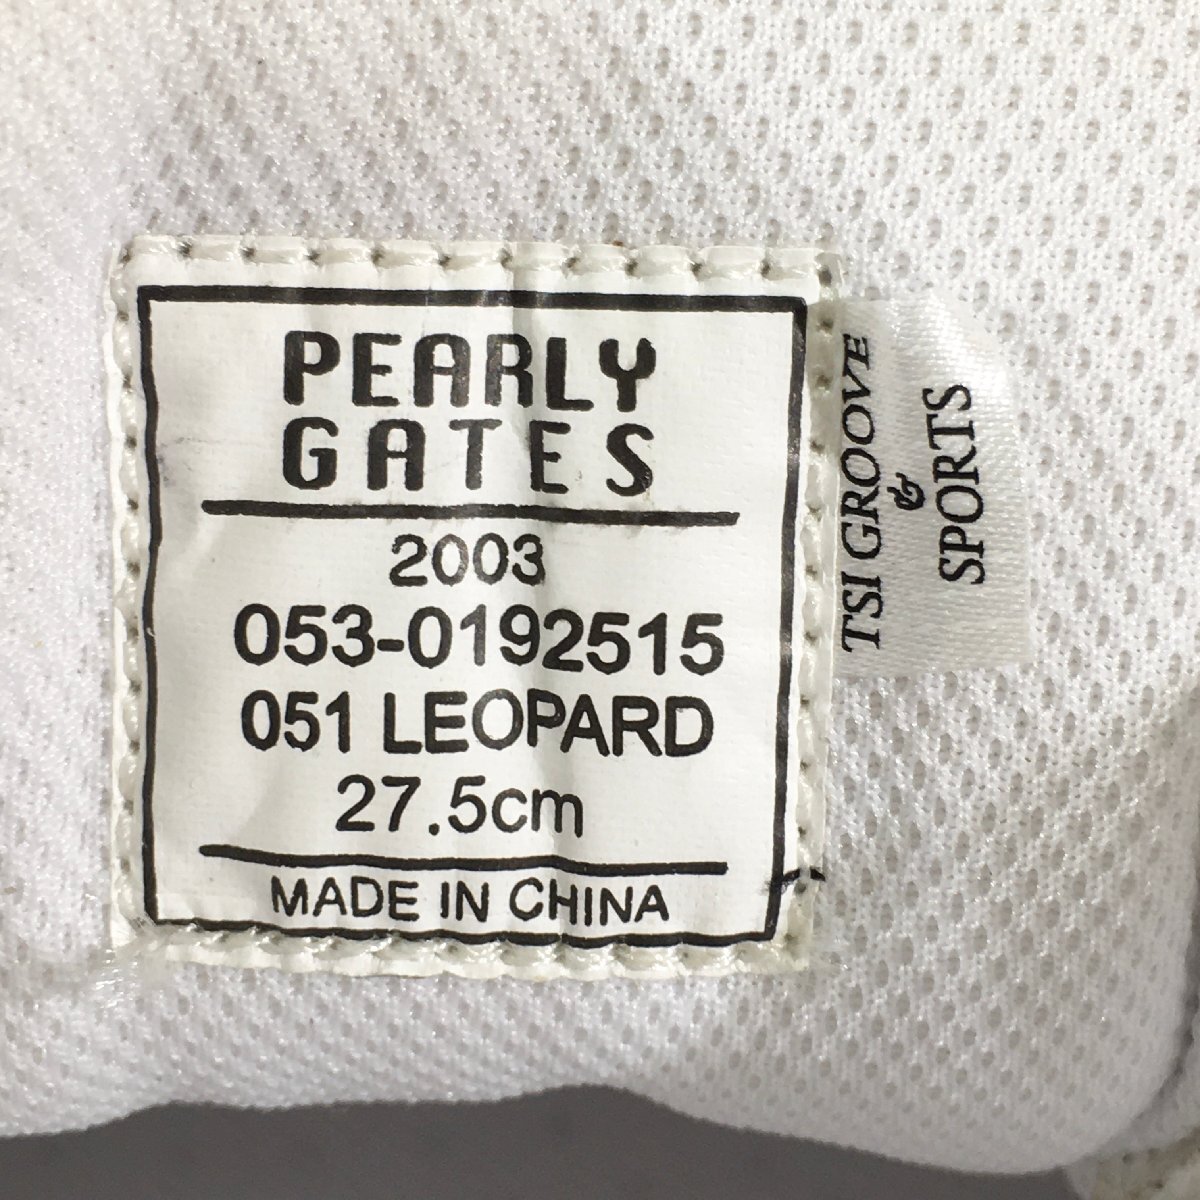 PEARLY
GATES
2003
053-0192515
051 LEOPARD
27.5cm
MADE IN CHINA
TSI GROOVE
&
SPORTS